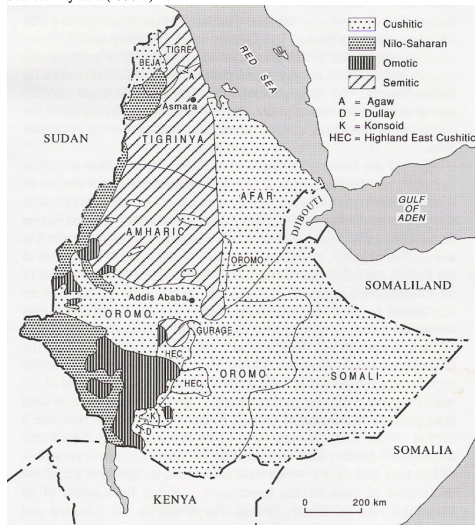 Cushitic
Nilo-Saharan
Omotic
Semitic
A = Agaw
D = Dullay
K = Konsoid
HEC = Highland East Cushitic
TIGRE
BEJA
A
RED SEA
Asmara
SUDAN
TIGRINYA
AFAR
DJIBOUTI
GULF
OF
ADEN
AMHARIC
OROMO
SOMALILAND
Addis Ababa
OROMO
GURAGE
HEC
HEC
OROMO
SOMALI
K
D
SOMALIA
KENYA
0 200 km